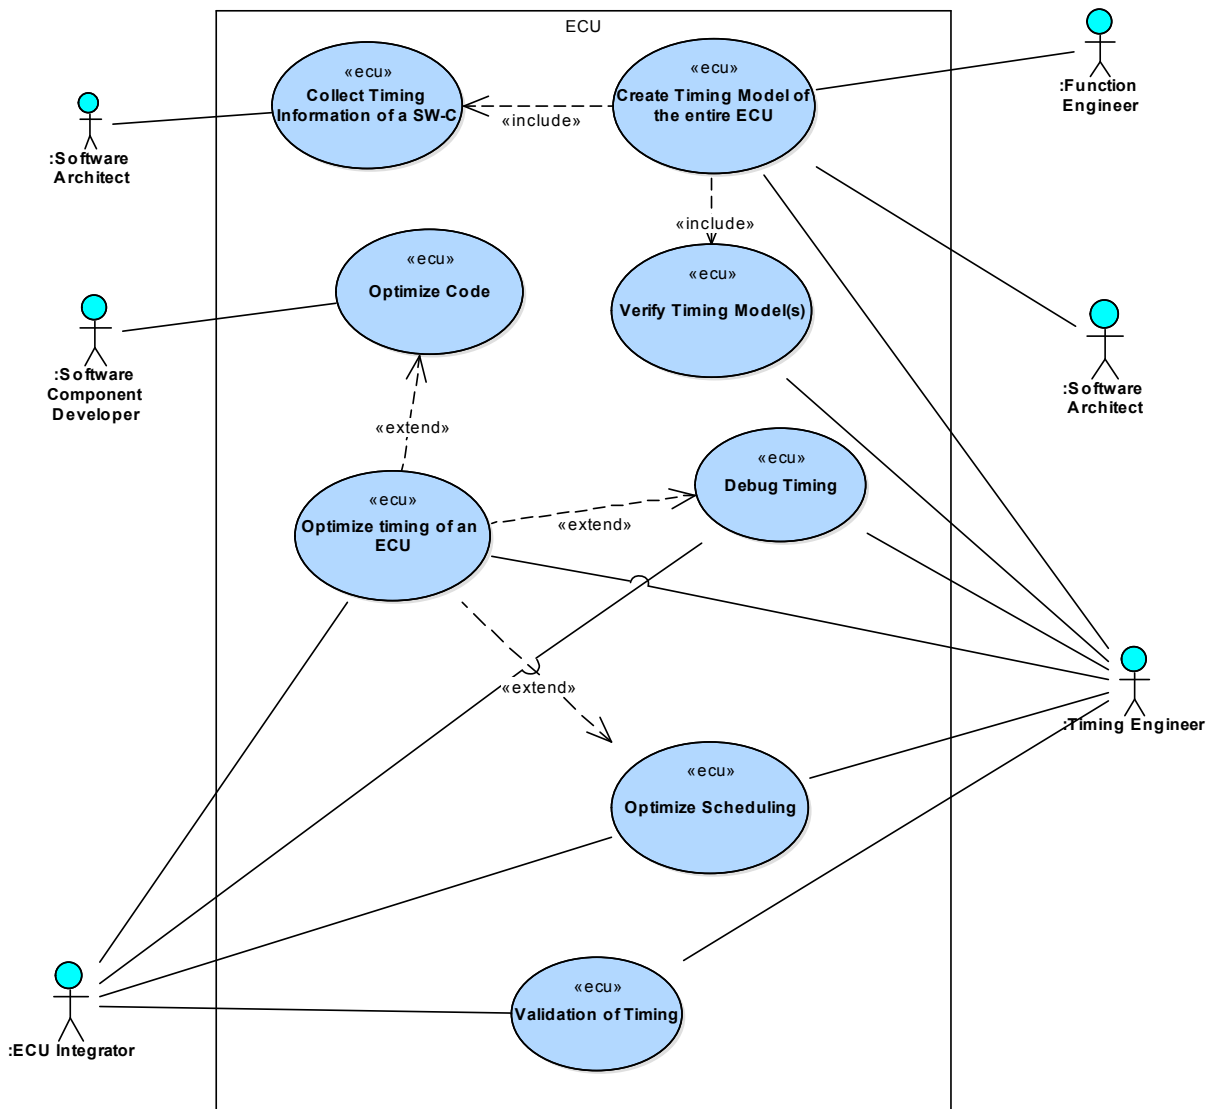 ECU
«ecu»
Collect Timing
Information of a SW-C
«ecu»
Create Timing Model of
the entire ECU
:Function
Engineer
«include»
:Software
Architect
«include»
«ecu»
Optimize Code
«ecu»
Verify Timing Model(s)
:Software
Component
Developer
:Software
Architect
«extend»
«ecu»
Debug Timing
«ecu»
Optimize timing of an
ECU
«extend»
«extend»
:Timing Engineer
«ecu»
Optimize Scheduling
«ecu»
Validation of Timing
:ECU Integrator